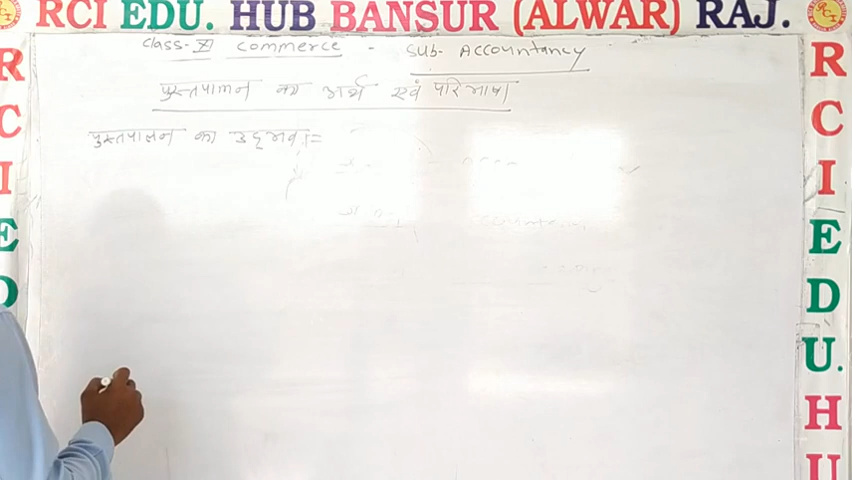 RCI EDU. HUB BANSUR (ALWAR) RAJ.
Class-XI Commerce - Sub- Accountancy
पुस्तपालन का अर्थ एवं परिभाषा
पुस्तपालन का उद्भव:=
R
C
I
E
D
R
C
I
E
D
U.
H
U